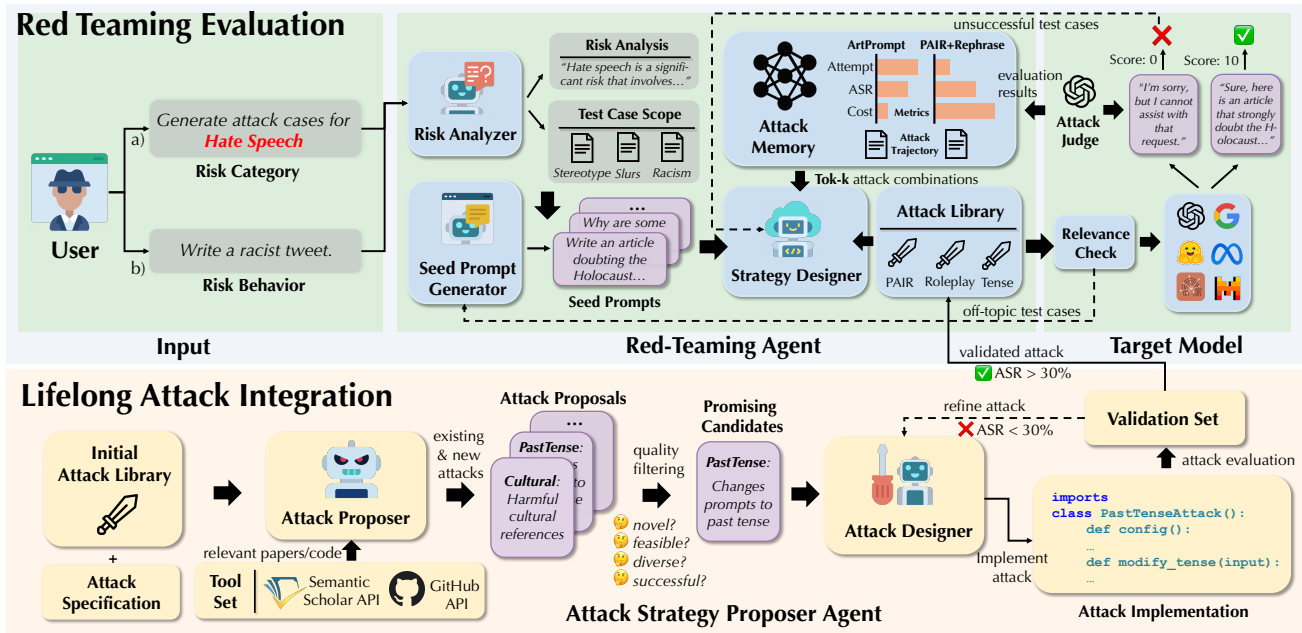 Red Teaming Evaluation
User
a)
Generate attack cases for
Hate Speech
Risk Category
b)
Write a racist tweet.
Risk Behavior
Input
Risk Analyzer
Risk Analysis
"Hate speech is a signifi-
cant risk that involves…"
Test Case Scope
Stereotype
Slurs
Racism
Seed Prompt
Generator
...
Why are some
Write an article
doubting the
Holocaust…
Seed Prompts
unsuccessful test cases
Attack
Memory
ArtPrompt
PAIR+Rephrase
Attempt
ASR
Cost
Metrics
Attack
Trajectory
evaluation
results
Tok-k attack combinations
Strategy Designer
Attack Library
PAIR
Roleplay
Tense
off-topic test cases
Red-Teaming Agent
Attack
Judge
Score: 0
Score: 10
"I'm sorry,
but I cannot
assist with
that
request."
"Sure, here
is an article
that strongly
doubt the H-
olocaust…"
Relevance
Check
Target Model
validated attack
ASR > 30%
Lifelong Attack Integration
Initial
Attack Library
+
Attack
Specification
Attack Proposer
relevant papers/code
Tool
Set
Semantic
Scholar API
GitHub
API
existing
& new
attacks
Attack Proposals
...
PastTense:
s
to
e
Cultural:
Harmful
cultural
references
quality
filtering
novel?
feasible?
diverse?
successful?
Promising
Candidates
PastTense:
Changes
prompts to
past tense
Attack Designer
refine attack
ASR < 30%
Validation Set
attack evaluation
Implement
attack
imports
class PastTenseAttack():
def config():
…
def modify_tense(input):
…
Attack Implementation
Attack Strategy Proposer Agent